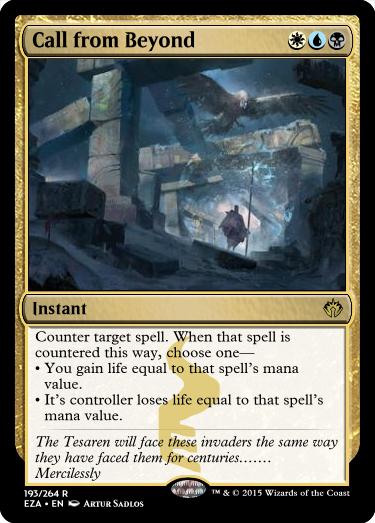 Call from Beyond
Instant
Counter target spell. When that spell is
countered this way, choose one—
• You gain life equal to that spell's mana
value.
• It's controller loses life equal to that spell's
mana value.
The Tesaren will face these invaders the same way
they have faced them for centuries.......
Mercilessly
193/264 R
EZA • EN Artur Sadlos
™ & © 2015 Wizards of the Coast